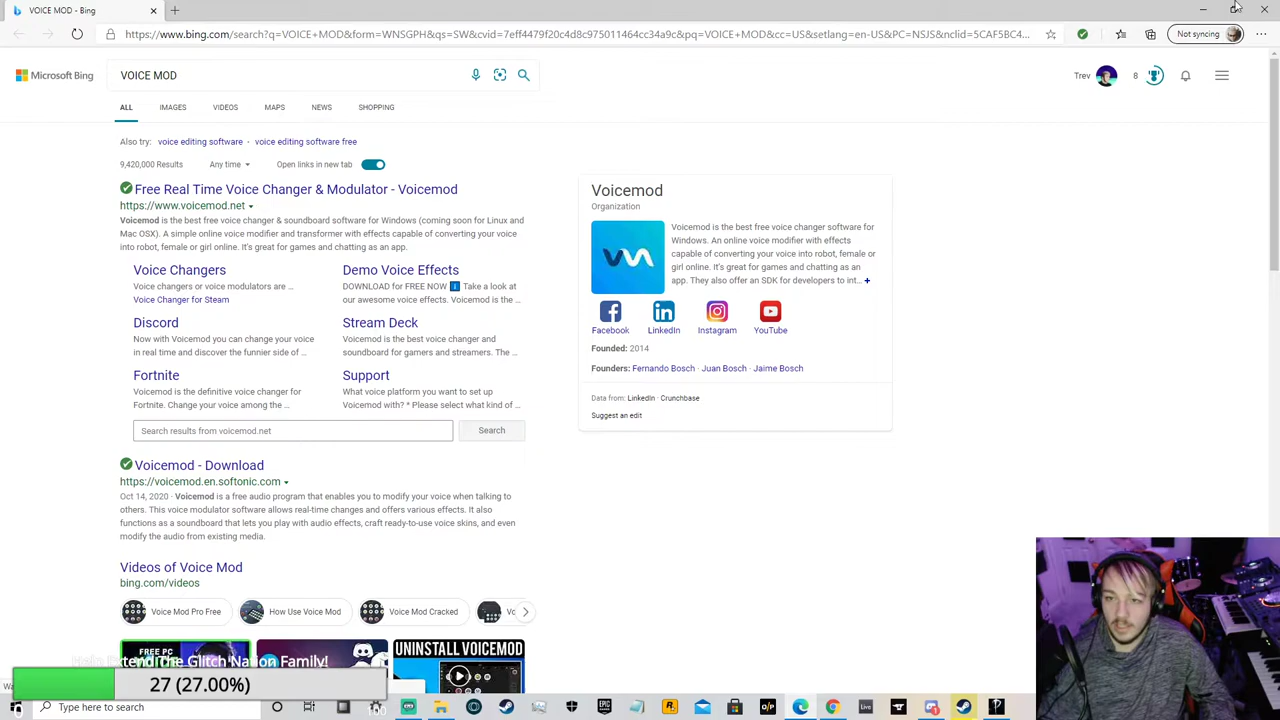 VOICE MOD - Bing
https://www.bing.com/search?q=VOICE+MOD&form=WNSGPH&qs=SW&cvid=7eff4479f20c4d8c975011464cc34a9c&pq=VOICE+MOD&cc=US&setlang=en-US&PC=NSJS&nclid=5CAF5BC4...
Not syncing
Microsoft Bing
VOICE MOD
Trev
8
ALL IMAGES VIDEOS MAPS NEWS SHOPPING
Also try: voice editing software · voice editing software free
9,420,000 Results Any time Open links in new tab
Free Real Time Voice Changer & Modulator - Voicemod
https://www.voicemod.net
Voicemod is the best free voice changer & soundboard software for Windows (coming soon for Linux and
Mac OSX). A simple online voice modifier and transformer with effects capable of converting your voice
into robot, female or girl online. It's great for games and chatting as an app.
Voice Changers
Voice changers or voice modulators are ...
Voice Changer for Steam
Demo Voice Effects
DOWNLOAD for FREE NOW Take a look at
our awesome voice effects. Voicemod is the ...
Discord
Now with Voicemod you can change your voice
in real time and discover the funnier side of ...
Stream Deck
Voicemod is the best voice changer and
soundboard for gamers and streamers. The ...
Fortnite
Voicemod is the definitive voice changer for
Fortnite. Change your voice among the ...
Support
What voice platform you want to set up
Voicemod with? * Please select what kind of ...
Search results from voicemod.net
Search
Voicemod - Download
https://voicemod.en.softonic.com
Oct 14, 2020 · Voicemod is a free audio program that enables you to modify your voice when talking to
others. This voice modulator software allows real-time changes and offers various effects. It also
functions as a soundboard that lets you play with audio effects, craft ready-to-use voice skins, and even
modify the audio from existing media.
Videos of Voice Mod
bing.com/videos
Voice Mod Pro Free
How Use Voice Mod
Voice Mod Cracked
Vc
FREE PC
UNINSTALL VOICEMOD
Voicemod
Organization
Voicemod is the best free voice changer software for
Windows. An online voice modifier with effects
capable of converting your voice into robot, female or
girl online. It's great for games and chatting as an
app. They also offer an SDK for developers to int... +
Facebook LinkedIn Instagram YouTube
Founded: 2014
Founders: Fernando Bosch · Juan Bosch · Jaime Bosch
Data from: LinkedIn · Crunchbase
Suggest an edit
Help Extend The Glitch Nation Family!
27 (27.00%)
0
100
Type here to search
EPIC
Live